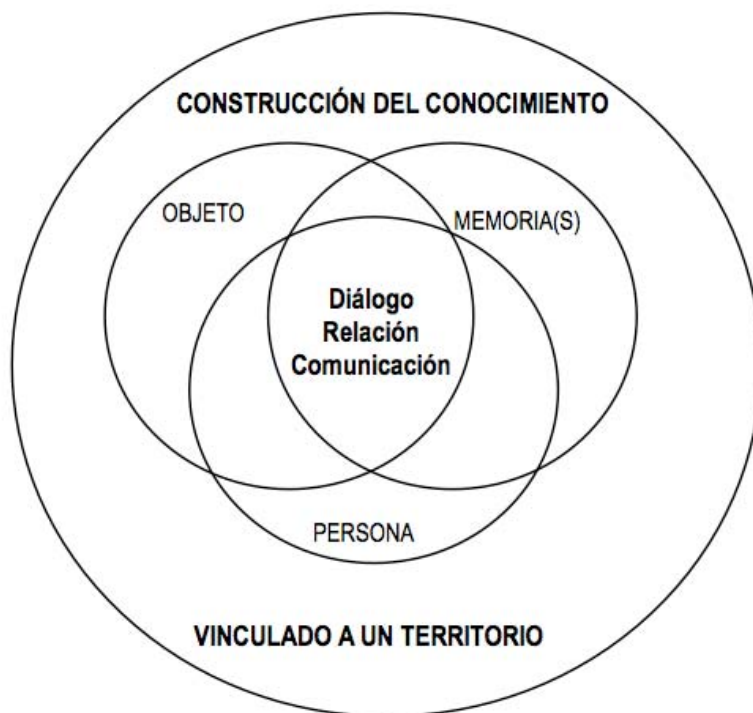 CONSTRUCCIÓN DEL CONOCIMIENTO
OBJETO
MEMORIA(S)
Diálogo
Relación
Comunicación
PERSONA
VINCULADO A UN TERRITORIO